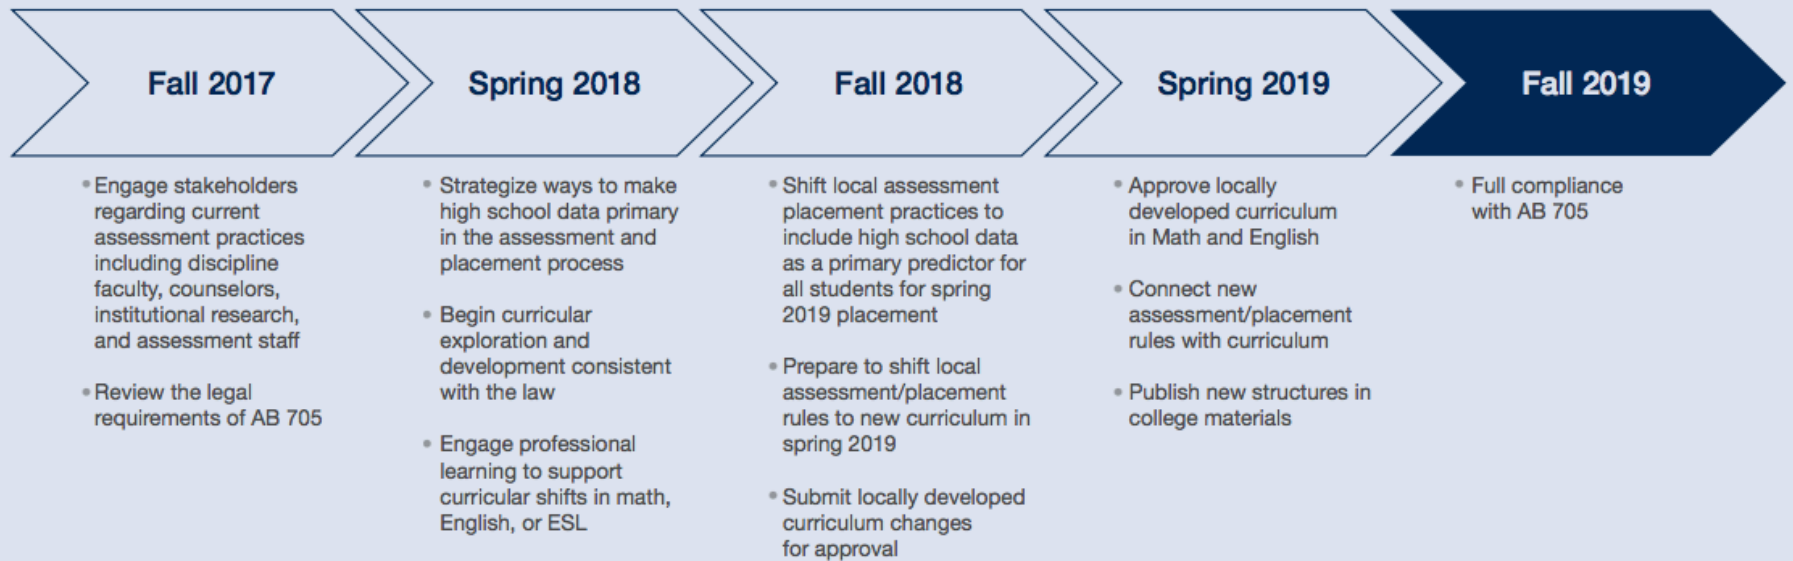 Fall 2017
Spring 2018
Fall 2018
Spring 2019
Fall 2019
• Engage stakeholders
regarding current
assessment practices
including discipline
faculty, counselors,
institutional research,
and assessment staff
• Review the legal
requirements of AB 705
• Strategize ways to make
high school data primary
in the assessment and
placement process
• Begin curricular
exploration and
development consistent
with the law
• Engage professional
learning to support
curricular shifts in math,
English, or ESL
• Shift local assessment
placement practices to
include high school data
as a primary predictor for
all students for spring
2019 placement
• Prepare to shift local
assessment/placement
rules to new curriculum in
spring 2019
• Submit locally developed
curriculum changes
for approval
• Approve locally
developed curriculum
in Math and English
• Connect new
assessment/placement
rules with curriculum
• Publish new structures in
college materials
• Full compliance
with AB 705